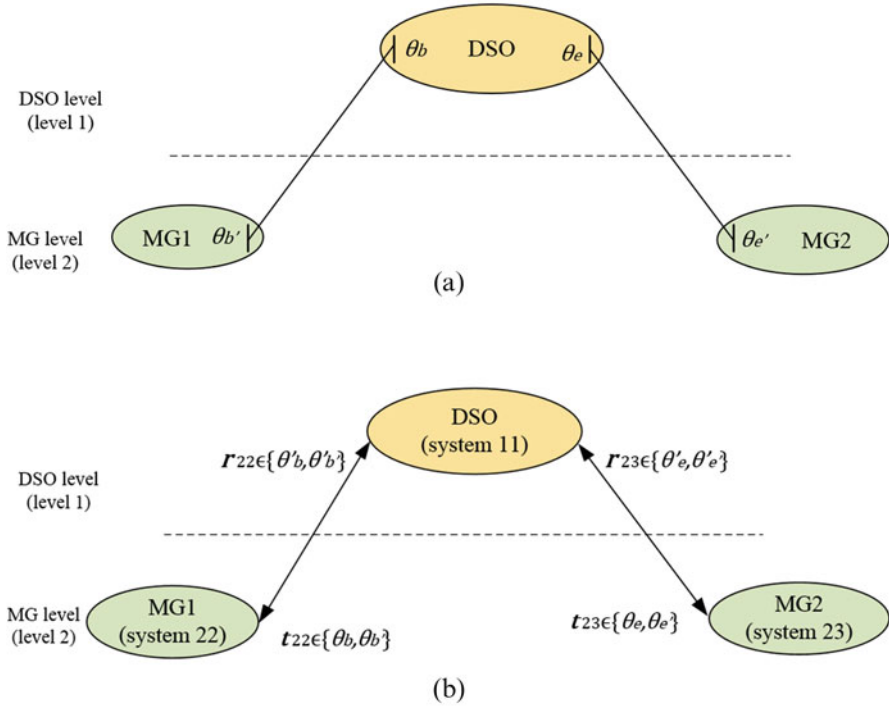 θb DSO θe
DSO level
(level 1)
MG1 θb'
MG level
(level 2)
θe' MG2
(a)
DSO
(system 11)
r22∈{θ'b,θ'b'}
r23∈{θ'e,θ'e'}
DSO level
(level 1)
MG1
(system 22)
MG level
(level 2)
t22∈{θb,θb'}
t23∈{θe,θe'}
MG2
(system 23)
(b)